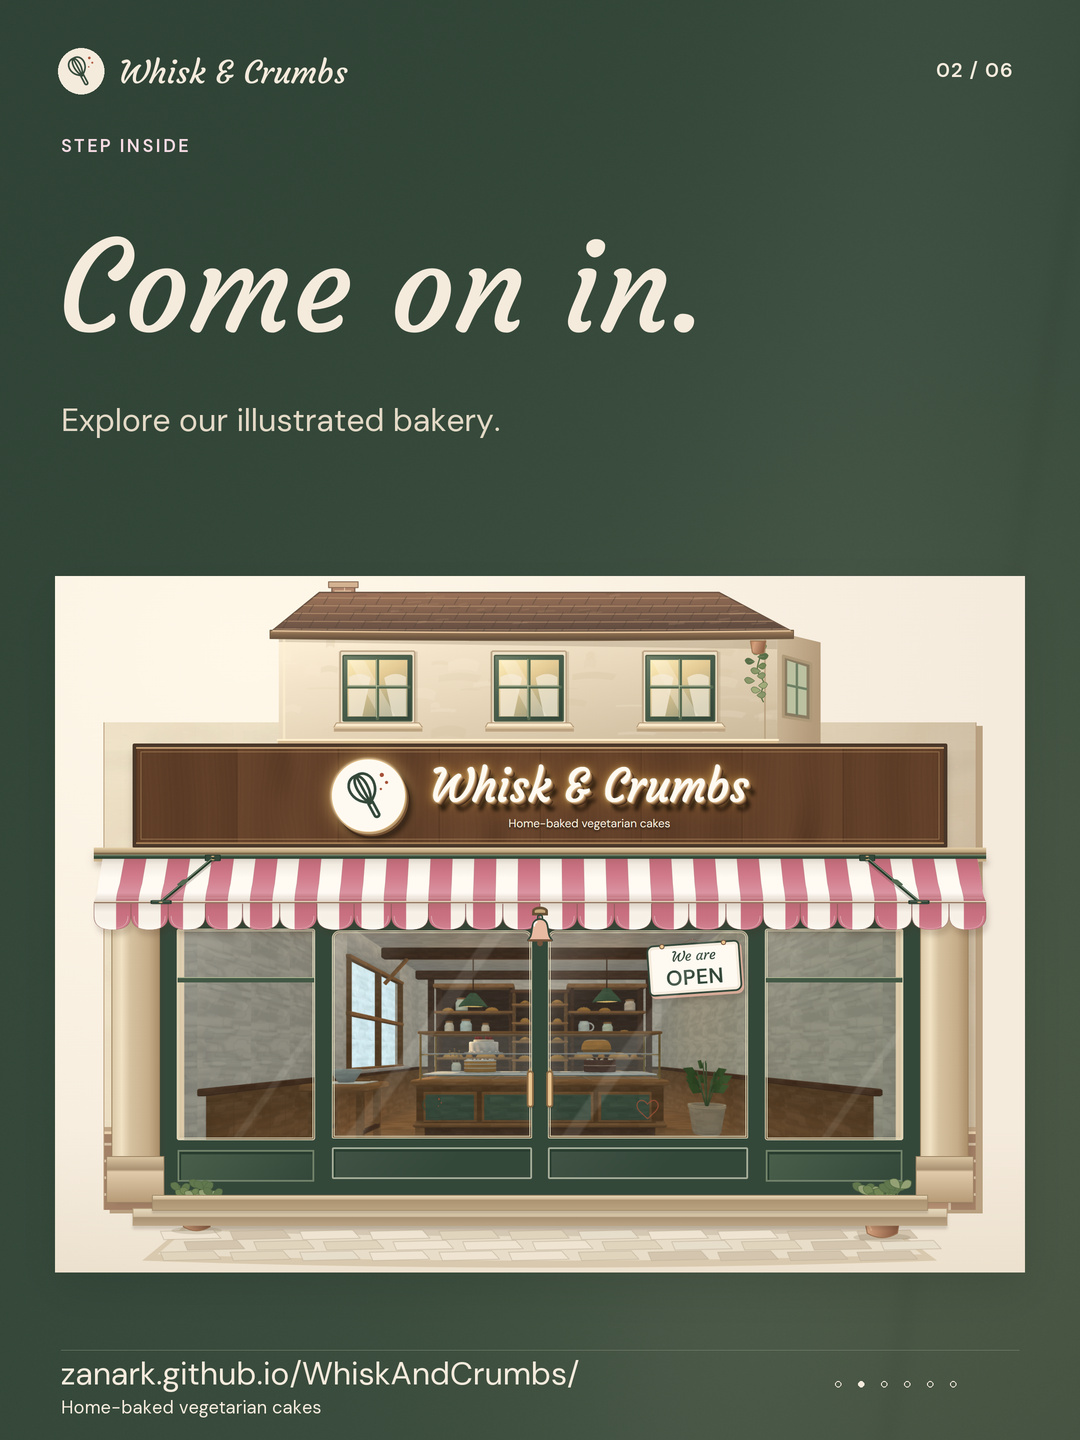 Whisk & Crumbs
02 / 06
STEP INSIDE
Come on in.
Explore our illustrated bakery.
Whisk & Crumbs
Home-baked vegetarian cakes
We are
OPEN
zanark.github.io/WhiskAndCrumbs/
Home-baked vegetarian cakes